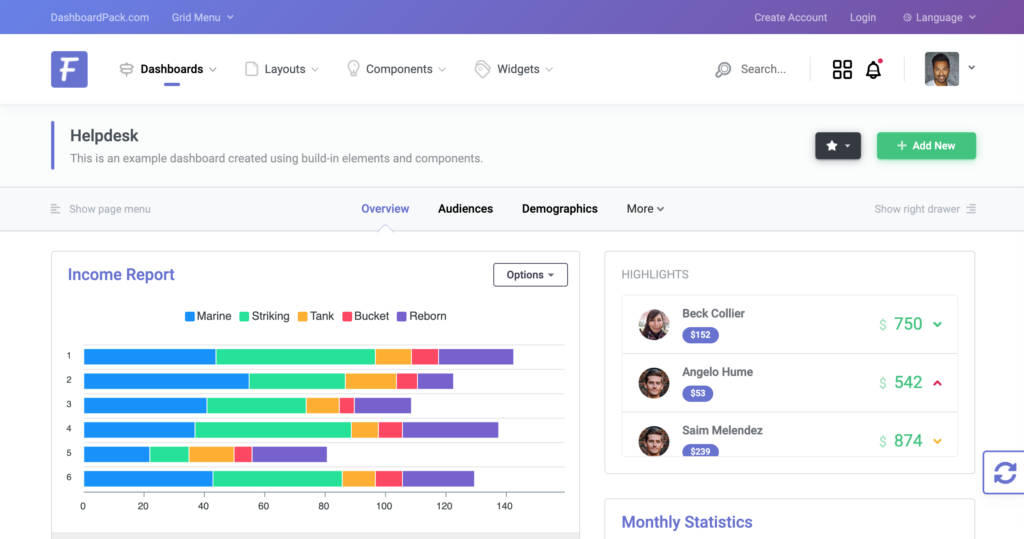 DashboardPack.com Grid Menu Create Account Login Language
F Dashboards Layouts Components Widgets Search...
Helpdesk
This is an example dashboard created using build-in elements and components.
Add New
Show page menu Overview Audiences Demographics More Show right drawer
Income Report
Options
Marine Striking Tank Bucket Reborn
1
2
3
4
5
6
0 20 40 60 80 100 120 140
HIGHLIGHTS
Beck Collier
$152
$ 750
Angelo Hume
$53
$ 542
Saim Melendez
$239
$ 874
Monthly Statistics